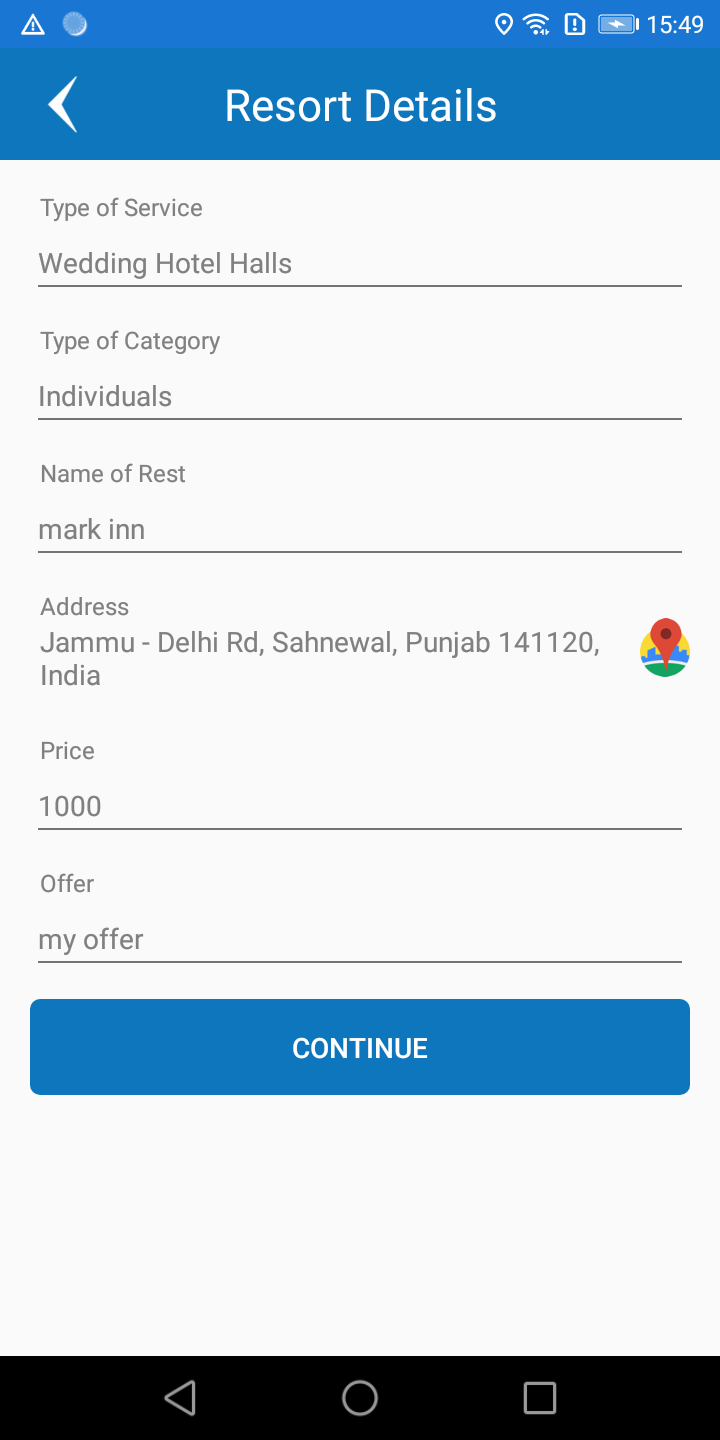 15:49
Resort Details
Type of Service
Wedding Hotel Halls
Type of Category
Individuals
Name of Rest
mark inn
Address
Jammu - Delhi Rd, Sahnewal, Punjab 141120,
India
Price
1000
Offer
my offer
CONTINUE